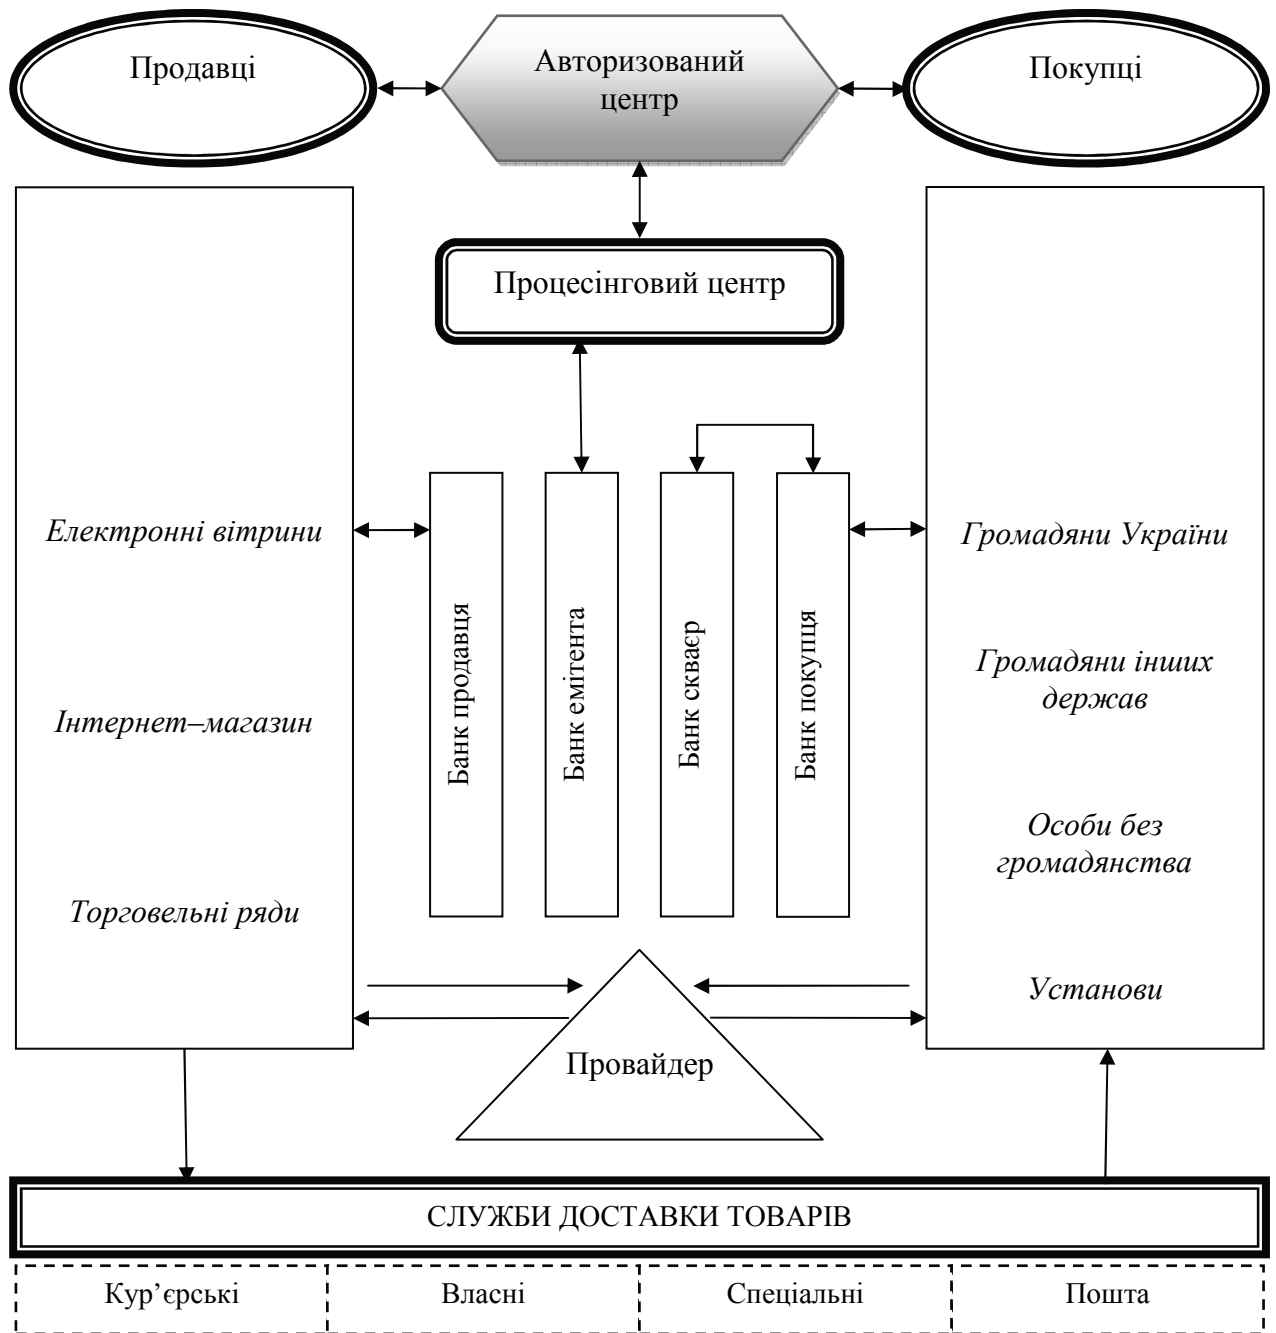 Продавці
Авторизований
центр
Покупці
Процесінговий центр
Електронні вітрини
Інтернет–магазин
Торговельні ряди
Банк продавця
Банк емітента
Банк скваєр
Банк покупця
Громадяни України
Громадяни інших
держав
Особи без
громадянства
Установи
Провайдер
СЛУЖБИ ДОСТАВКИ ТОВАРІВ
Кур’єрські
Власні
Спеціальні
Пошта